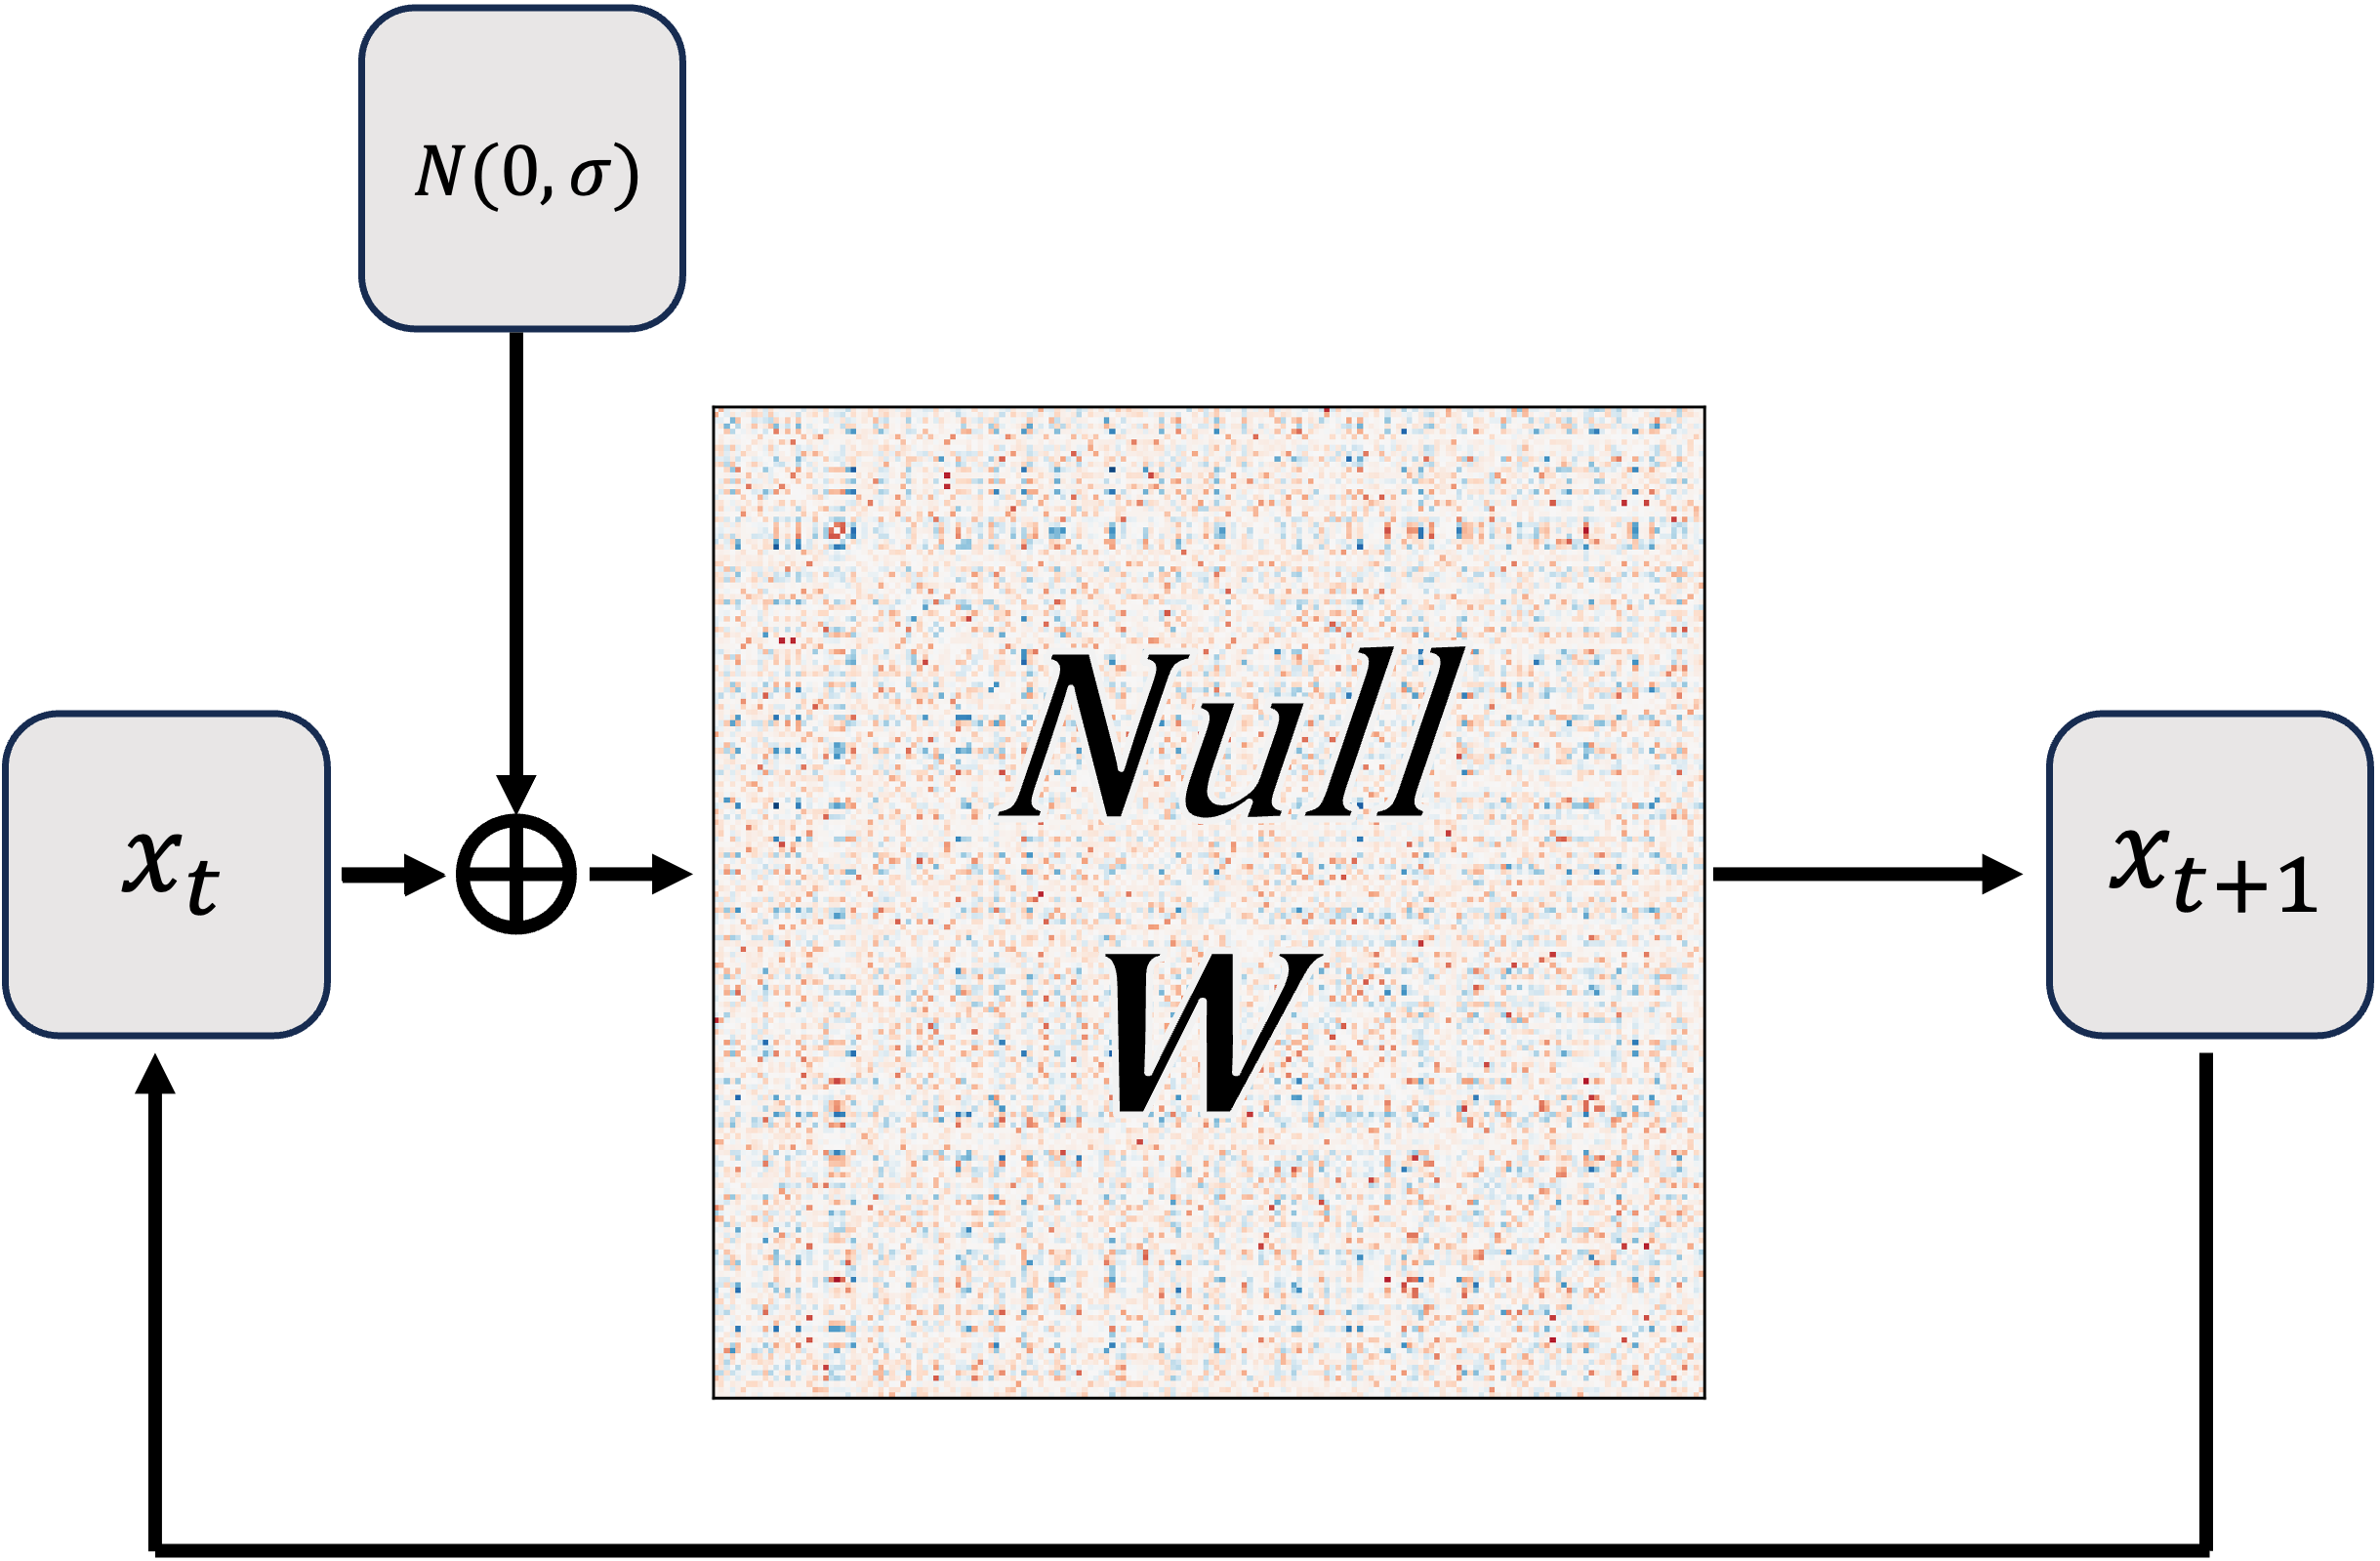 N(0, σ)
Null
W
x_t
x_{t+1}